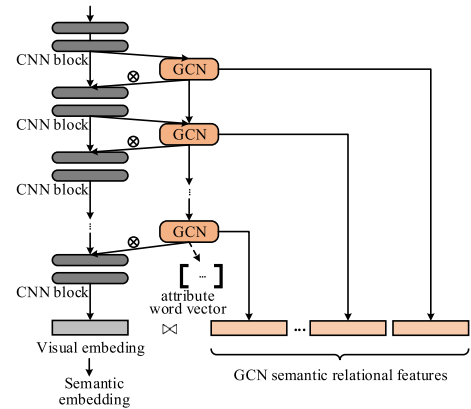 CNN block
GCN
⊗
CNN block
GCN
⊗
CNN block
...
...
GCN
⊗
[ ... ]
attribute
word vector
CNN block
⋈
...
Visual embeding
GCN semantic relational features
Semantic
embedding